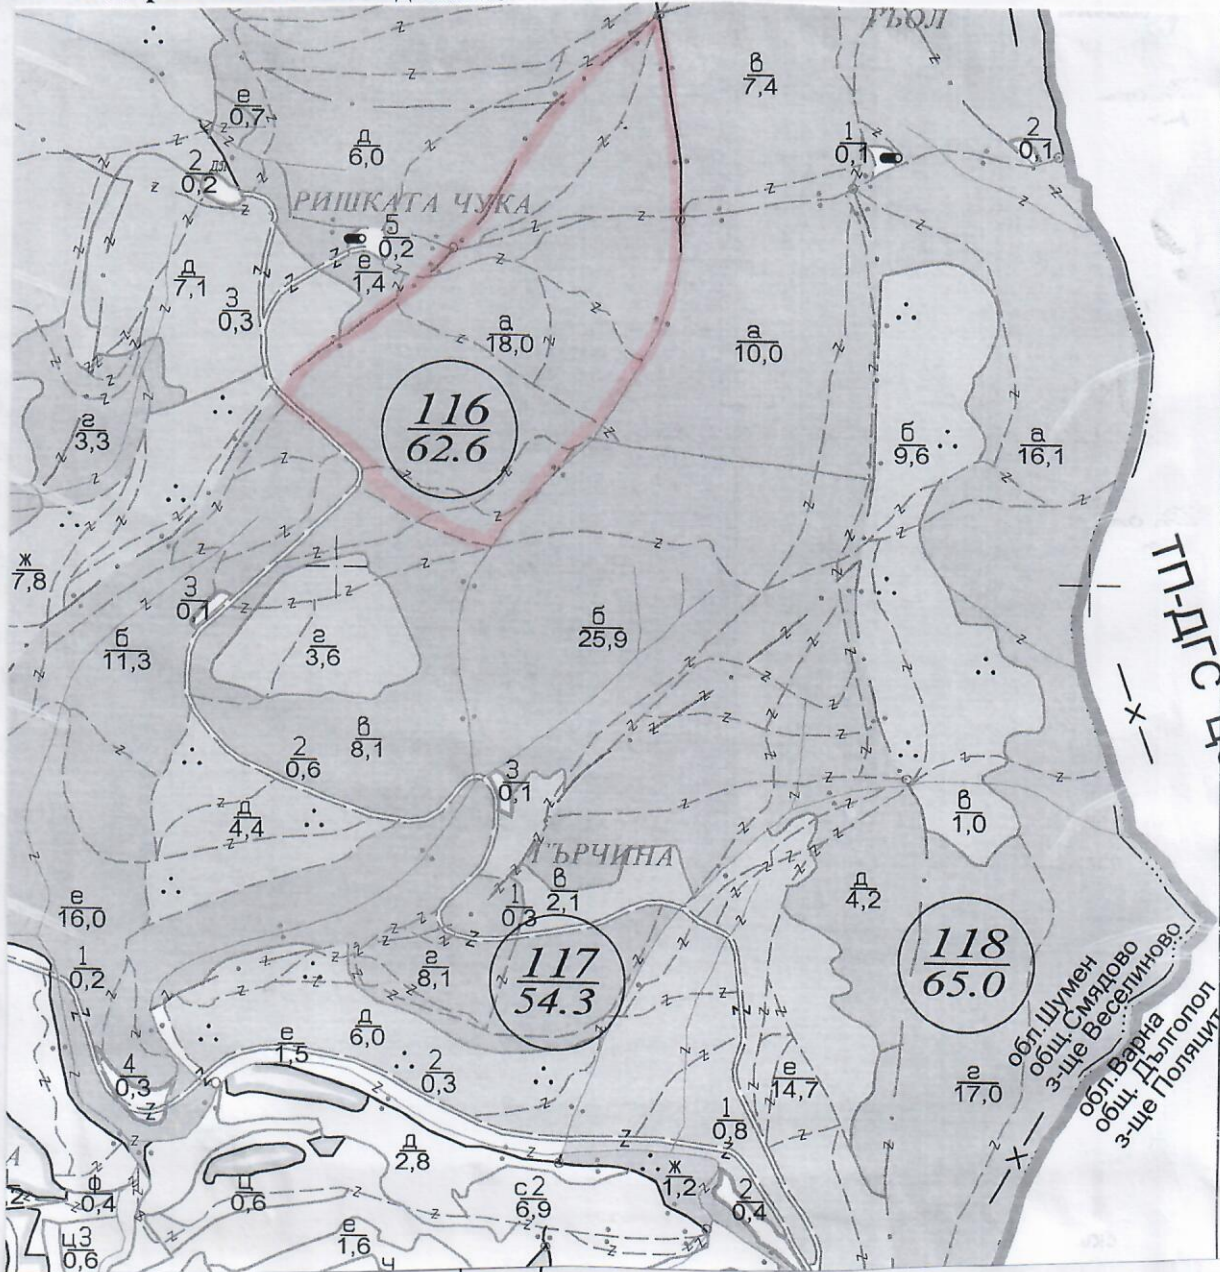 ГЪОЛ
в
7,4
е
0,7
д
6,0
1
0,1
2
0,1
2 дл.
0,2
РИШКАТА ЧУКА
5
0,2
е
1,4
д
7,1
3
0,3
а
18,0
а
10,0
116
62.6
г
3,3
б
9,6
а
16,1
ж
7,8
3
0,1
б
11,3
г
3,6
б
25,9
ТП-ДГС
в
8,1
2
0,6
3
0,1
д
4,4
в
1,0
ГЪРЧИНА
в
2,1
1
0,3
д
4,2
е
16,0
1
0,2
г
8,1
117
54.3
118
65.0
обл.Шумен
общ. Смядово
з-ще Веселиново
обл.Варна
общ. Дългопол
з-ще Полящит
д
6,0
е
1,5
2
0,3
4
0,3
е
14,7
г
17,0
1
0,8
д
2,8
ж
1,2
2
0,4
с2
6,9
ф
0,4
д
0,6
ц3
0,6
е
1,6
ч